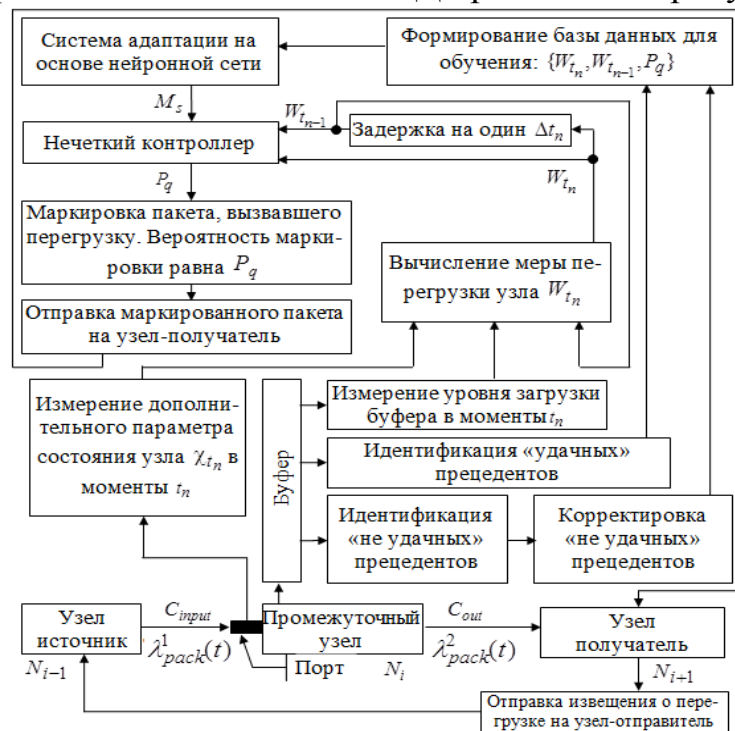 Система адаптации на
основе нейронной сети
Формирование базы данных для
обучения: {W_{t_n}, W_{t_{n-1}}, P_q}
M_s
W_{t_{n-1}}
Задержка на один Δt_n
Нечеткий контроллер
P_q
W_{t_n}
Маркировка пакета, вызвавшего
перегрузку. Вероятность марки-
ровки равна P_q
Вычисление меры пе-
регрузки узла W_{t_n}
Отправка маркированного пакета
на узел-получатель
Измерение дополни-
тельного параметра
состояния узла χ_{t_n} в
моменты t_n
Буфер
Измерение уровня загрузки
буфера в моменты t_n
Идентификация «удачных»
прецедентов
Идентификация
«не удачных»
прецедентов
Корректировка
«не удачных»
прецедентов
Узел
источник
C_{input}
λ^1_{pack}(t)
Промежуточный
узел
C_{out}
λ^2_{pack}(t)
Узел
получатель
N_{i-1}
Порт
N_i
N_{i+1}
Отправка извещения о пере-
грузке на узел-отправитель